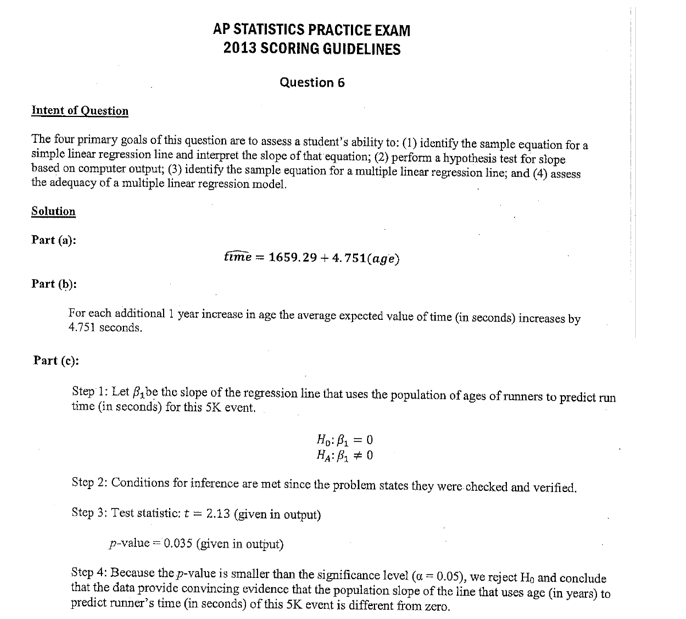 AP STATISTICS PRACTICE EXAM
2013 SCORING GUIDELINES
Question 6
Intent of Question
The four primary goals of this question are to assess a student's ability to: (1) identify the sample equation for a
simple linear regression line and interpret the slope of that equation; (2) perform a hypothesis test for slope
based on computer output; (3) identify the sample equation for a multiple linear regression line; and (4) assess
the adequacy of a multiple linear regression model.
Solution
Part (a):
t̂ime = 1659.29 + 4.751(age)
Part (b):
For each additional 1 year increase in age the average expected value of time (in seconds) increases by
4.751 seconds.
Part (c):
Step 1: Let β₁be the slope of the regression line that uses the population of ages of runners to predict run
time (in seconds) for this 5K event.
H₀: β₁ = 0
H_A: β₁ ≠ 0
Step 2: Conditions for inference are met since the problem states they were checked and verified.
Step 3: Test statistic: t = 2.13 (given in output)
p-value = 0.035 (given in output)
Step 4: Because the p-value is smaller than the significance level (α = 0.05), we reject H₀ and conclude
that the data provide convincing evidence that the population slope of the line that uses age (in years) to
predict runner's time (in seconds) of this 5K event is different from zero.